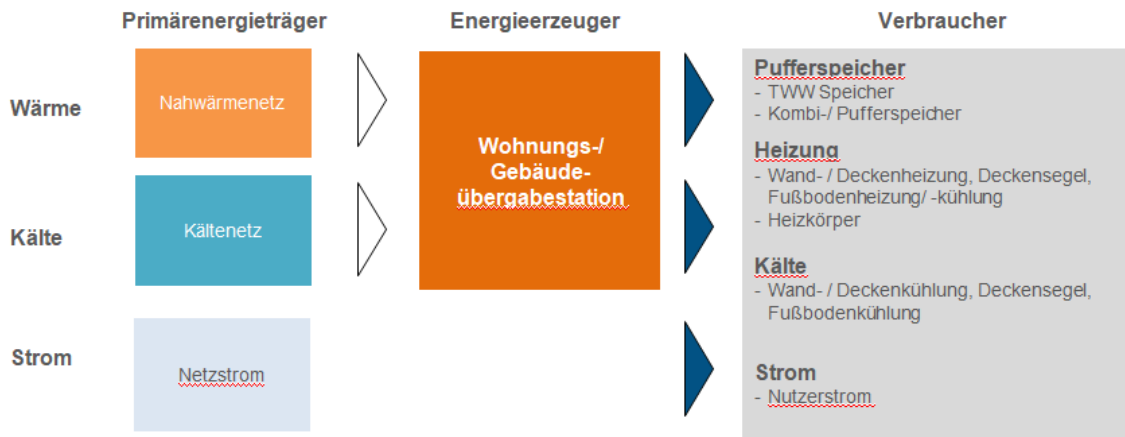 Primärenergieträger
Energieerzeuger
Verbraucher
Wärme
Nahwärmenetz
Kälte
Kältenetz
Strom
Netzstrom
Wohnungs-/
Gebäude-
übergabestation
Pufferspeicher
- TWW Speicher
- Kombi-/ Pufferspeicher
Heizung
- Wand- / Deckenheizung, Deckensegel,
Fußbodenheizung/ -kühlung
- Heizkörper
Kälte
- Wand- / Deckenkühlung, Deckensegel,
Fußbodenkühlung
Strom
- Nutzerstrom